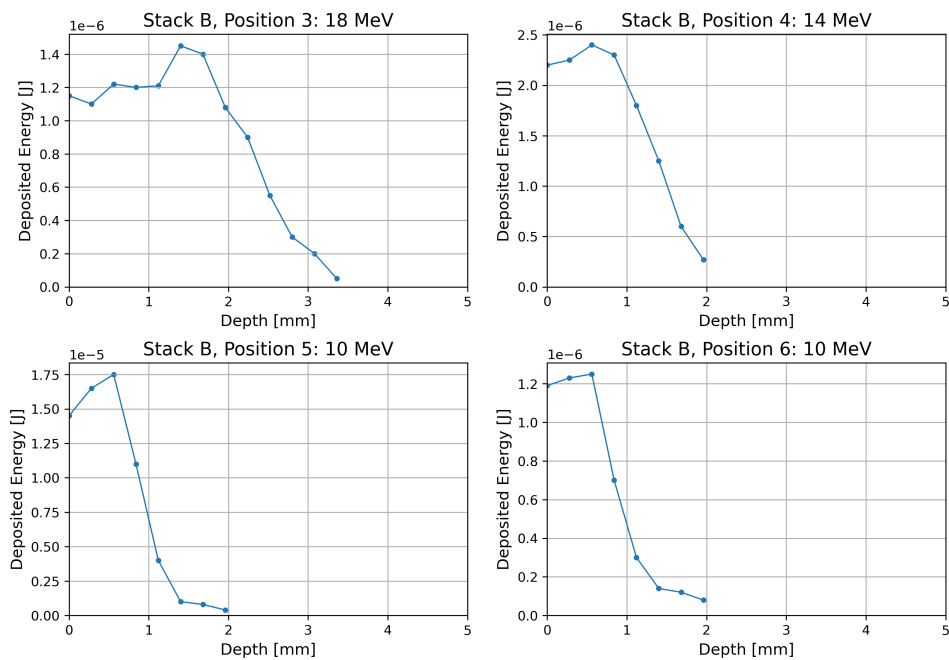 Stack B, Position 3: 18 MeV
1e−6
Deposited Energy [J]
1.4
1.2
1.0
0.8
0.6
0.4
0.2
0.0
0 1 2 3 4 5
Depth [mm]
Stack B, Position 4: 14 MeV
1e−6
Deposited Energy [J]
2.5
2.0
1.5
1.0
0.5
0.0
0 1 2 3 4 5
Depth [mm]
Stack B, Position 5: 10 MeV
1e−5
Deposited Energy [J]
1.75
1.50
1.25
1.00
0.75
0.50
0.25
0.00
0 1 2 3 4 5
Depth [mm]
Stack B, Position 6: 10 MeV
1e−6
Deposited Energy [J]
1.2
1.0
0.8
0.6
0.4
0.2
0.0
0 1 2 3 4 5
Depth [mm]